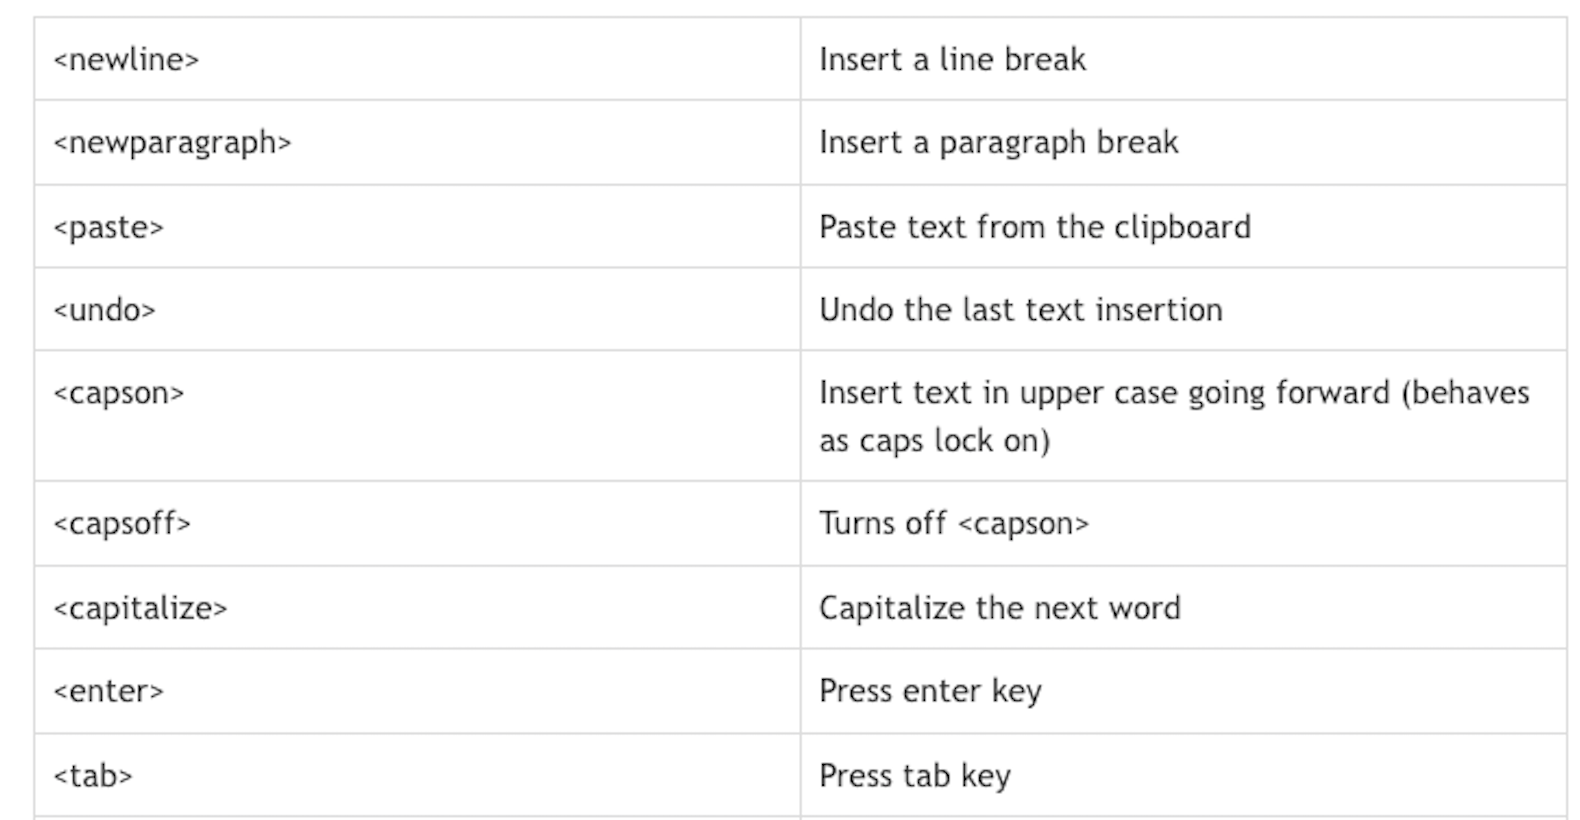 <newline> Insert a line break
<newparagraph> Insert a paragraph break
<paste> Paste text from the clipboard
<undo> Undo the last text insertion
<capson> Insert text in upper case going forward (behaves
as caps lock on)
<capsoff> Turns off <capson>
<capitalize> Capitalize the next word
<enter> Press enter key
<tab> Press tab key